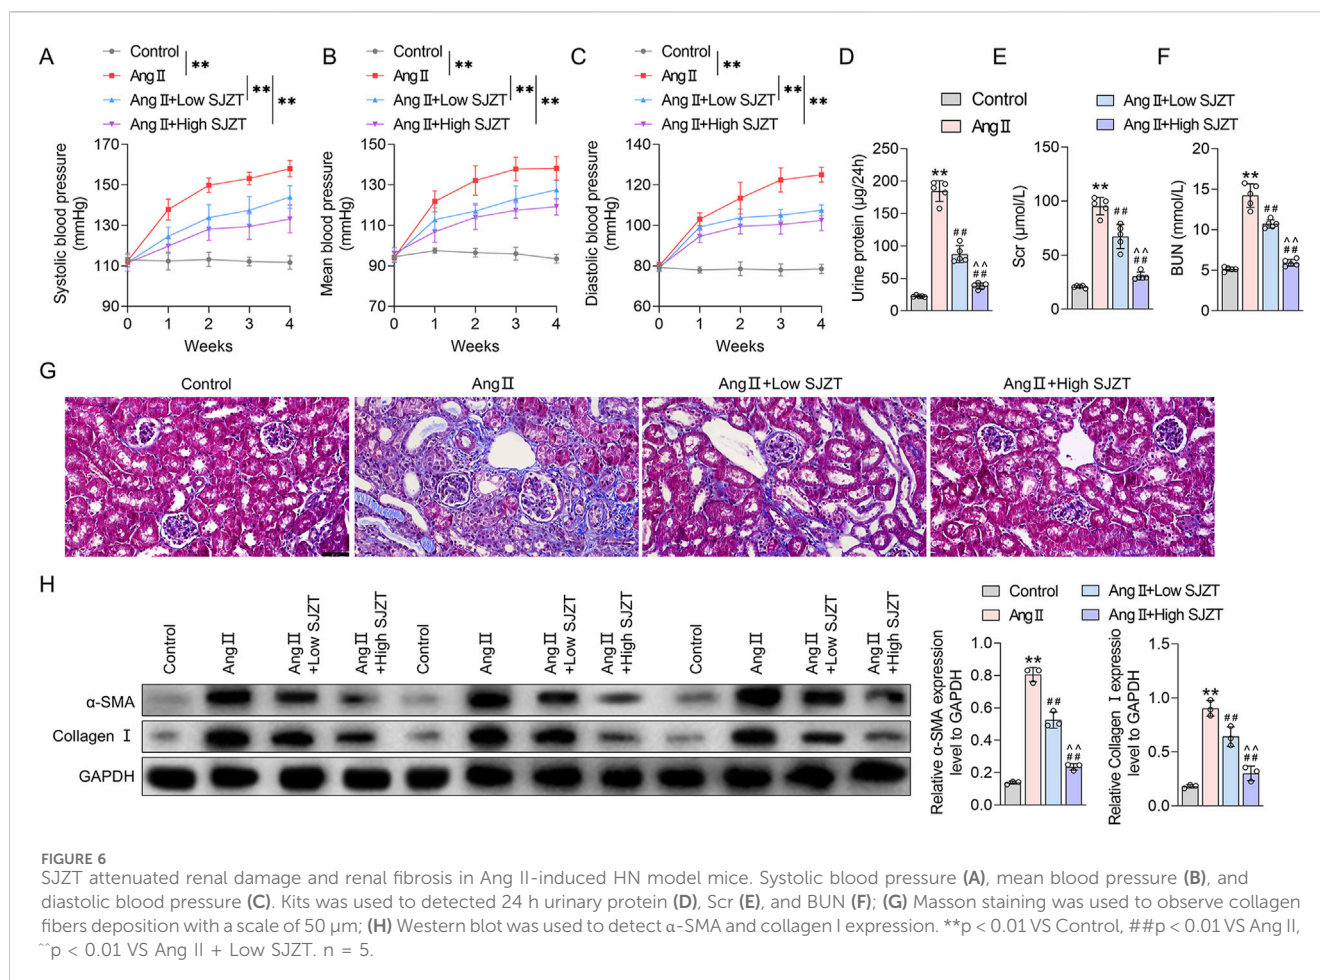 A
Control
Ang II
Ang II+Low SJZT
Ang II+High SJZT
**
**
**
170
150
130
110
90
Systolic blood pressure
(mmHg)
0 1 2 3 4
Weeks
B
Control
Ang II
Ang II+Low SJZT
Ang II+High SJZT
**
**
**
150
140
120
100
80
60
Mean blood pressure
(mmHg)
0 1 2 3 4
Weeks
C
Control
Ang II
Ang II+Low SJZT
Ang II+High SJZT
**
**
**
140
120
100
80
60
Diastolic blood pressure
(mmHg)
0 1 2 3 4
Weeks
D E F
Control
Ang II
Ang II+Low SJZT
Ang II+High SJZT
250
200
150
100
50
0
Urine protein (μg/24h)
**
##
^^
##
150
100
50
0
Scr (μmol/L)
**
##
^^
##
20
15
10
5
0
BUN (mmol/L)
**
##
^^
##
G
Control Ang II Ang II+Low SJZT Ang II+High SJZT
H
Control Ang II Ang II+Low SJZT Ang II+High SJZT Control Ang II Ang II+Low SJZT Ang II+High SJZT Control Ang II Ang II+Low SJZT Ang II+High SJZT
α-SMA
Collagen I
GAPDH
Control
Ang II
Ang II+Low SJZT
Ang II+High SJZT
1.0
0.8
0.6
0.4
0.2
0.0
Relative α-SMA expression
level to GAPDH
**
##
^^
##
1.5
1.0
0.5
0.0
Relative Collagen I expressio
level to GAPDH
**
##
^^
##
FIGURE 6
SJZT attenuated renal damage and renal fibrosis in Ang II-induced HN model mice. Systolic blood pressure (A), mean blood pressure (B), and
diastolic blood pressure (C). Kits was used to detected 24 h urinary protein (D), Scr (E), and BUN (F); (G) Masson staining was used to observe collagen
fibers deposition with a scale of 50 μm; (H) Western blot was used to detect α-SMA and collagen I expression. **p < 0.01 VS Control, ##p < 0.01 VS Ang II,
^^p < 0.01 VS Ang II + Low SJZT. n = 5.